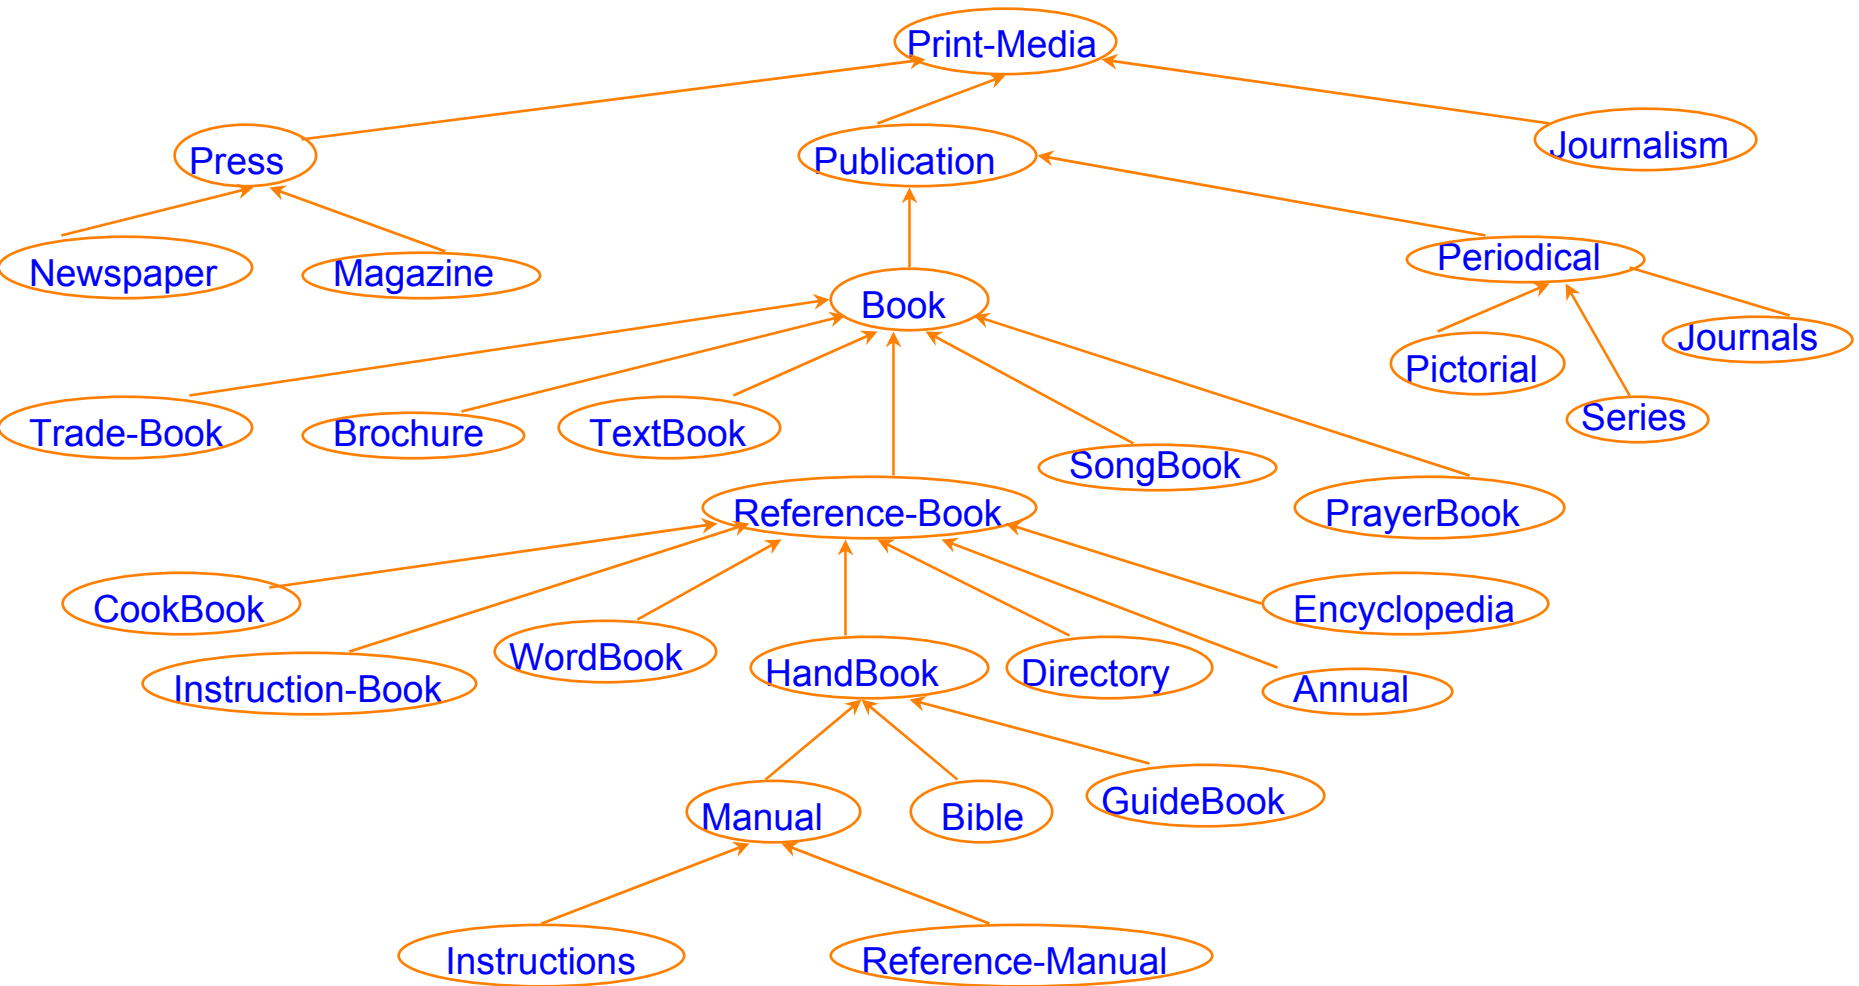 Print-Media
Press
Publication
Journalism
Newspaper
Magazine
Periodical
Book
Pictorial
Journals
Series
Trade-Book
Brochure
TextBook
SongBook
Reference-Book
PrayerBook
CookBook
Instruction-Book
WordBook
HandBook
Directory
Encyclopedia
Annual
Manual
Bible
GuideBook
Instructions
Reference-Manual